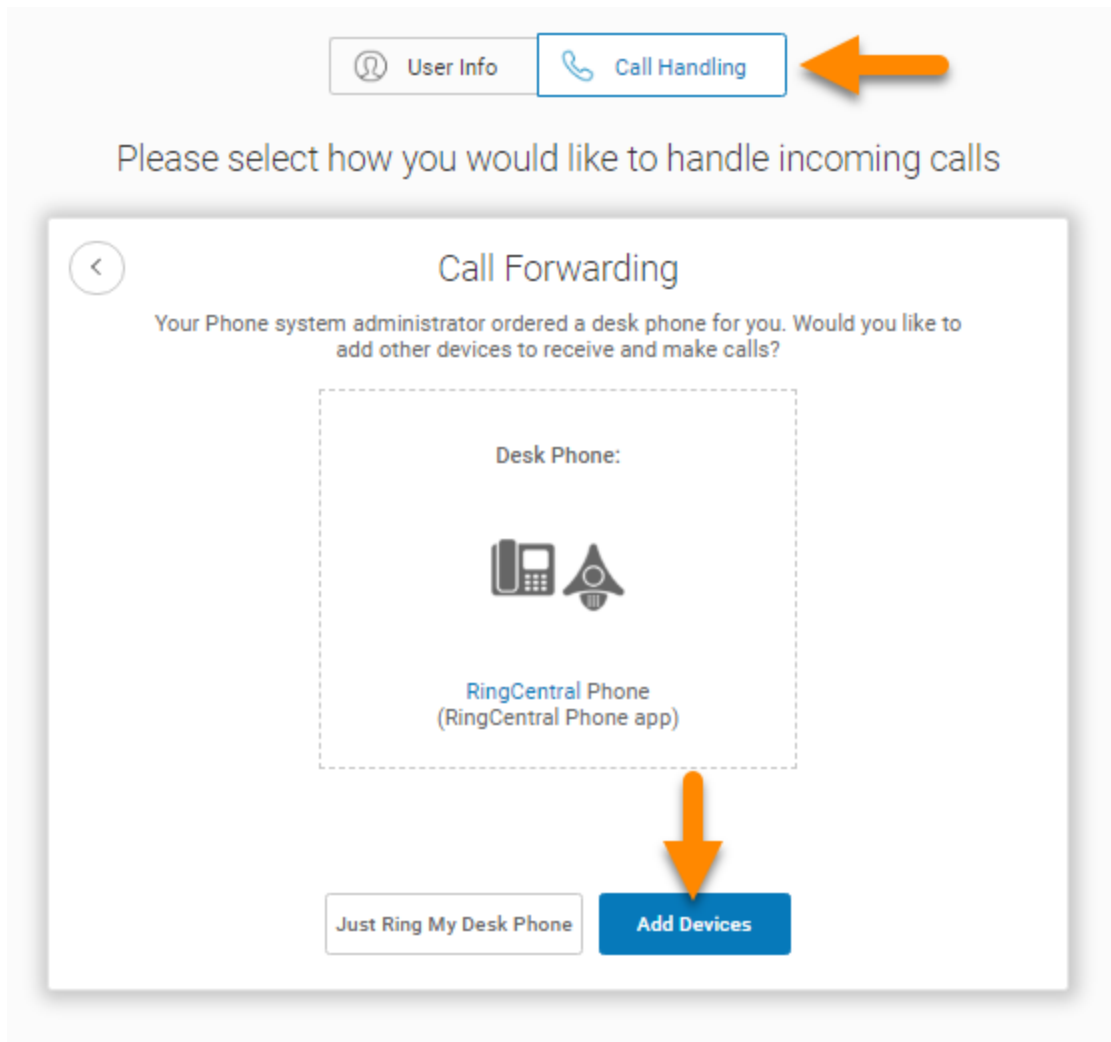 User Info
Call Handling
Please select how you would like to handle incoming calls
Call Forwarding
Your Phone system administrator ordered a desk phone for you. Would you like to
add other devices to receive and make calls?
Desk Phone:
RingCentral Phone
(RingCentral Phone app)
Just Ring My Desk Phone
Add Devices